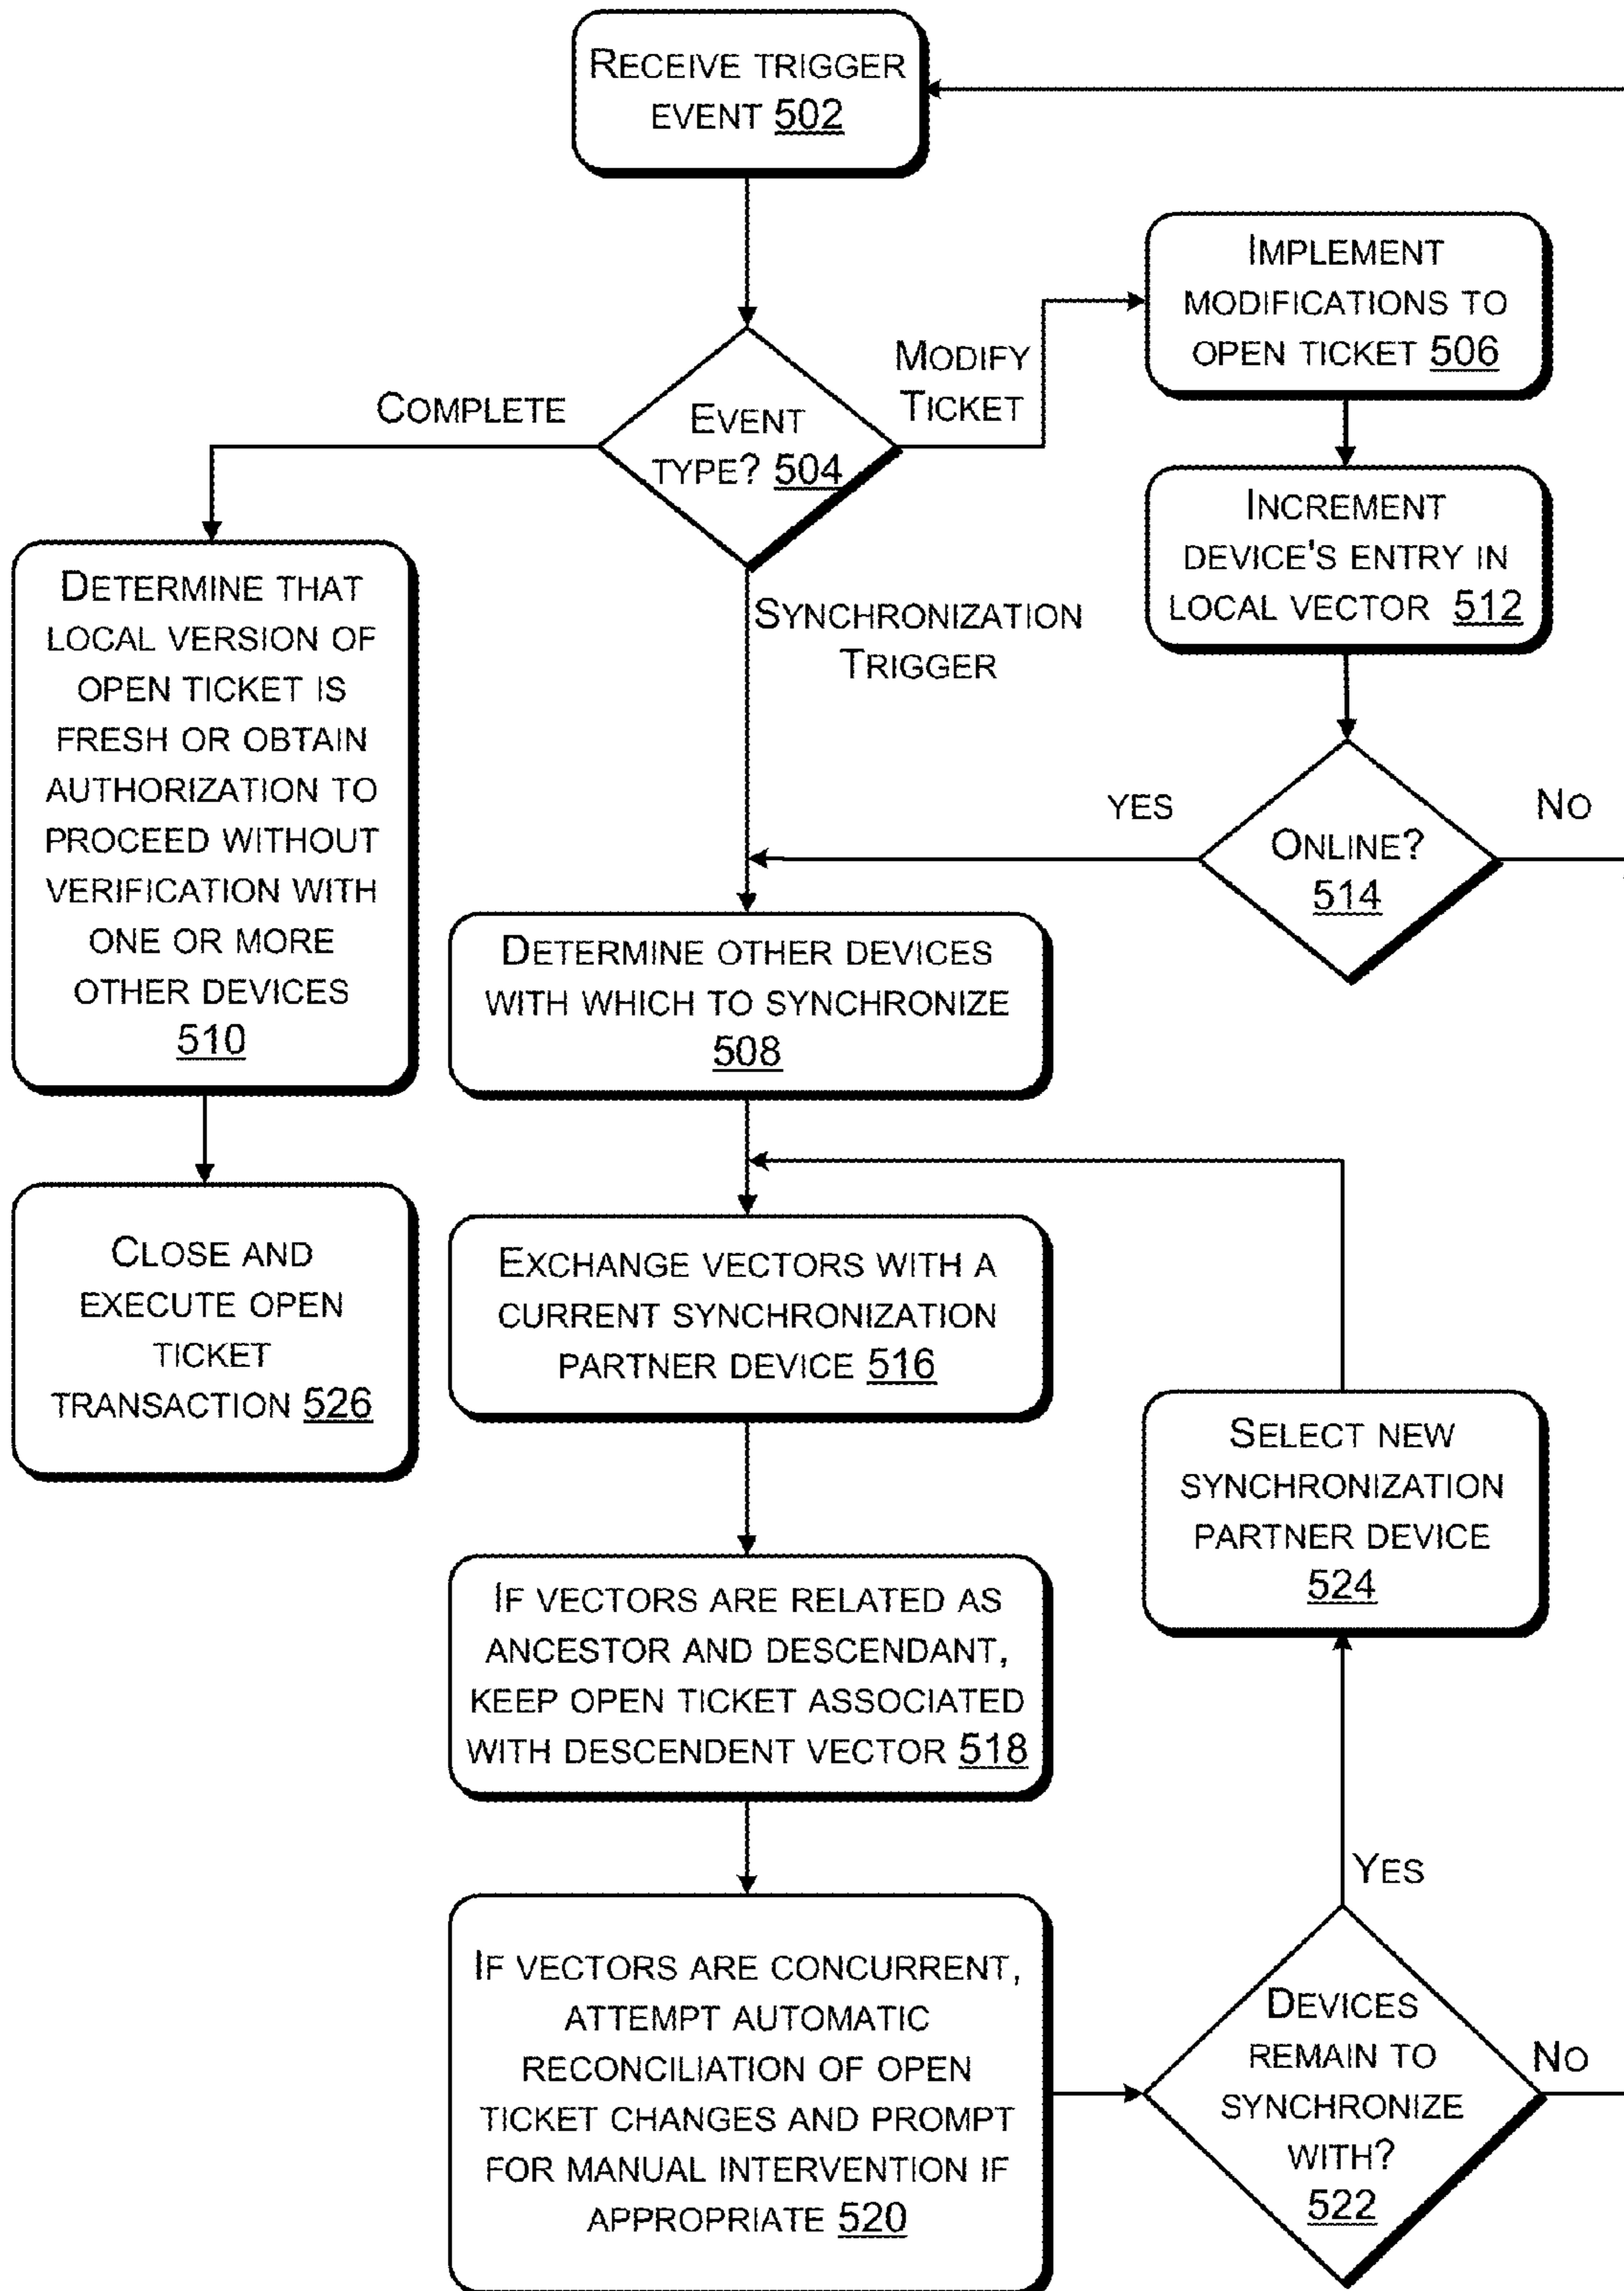 RECEIVE TRIGGER
EVENT 502
IMPLEMENT
MODIFICATIONS TO
OPEN TICKET 506
MODIFY
TICKET
COMPLETE
EVENT
TYPE? 504
INCREMENT
DEVICE'S ENTRY IN
LOCAL VECTOR 512
SYNCHRONIZATION
TRIGGER
DETERMINE THAT
LOCAL VERSION OF
OPEN TICKET IS
FRESH OR OBTAIN
AUTHORIZATION TO
PROCEED WITHOUT
VERIFICATION WITH
ONE OR MORE
OTHER DEVICES
510
YES
NO
ONLINE?
514
DETERMINE OTHER DEVICES
WITH WHICH TO SYNCHRONIZE
508
CLOSE AND
EXECUTE OPEN
TICKET
TRANSACTION 526
EXCHANGE VECTORS WITH A
CURRENT SYNCHRONIZATION
PARTNER DEVICE 516
SELECT NEW
SYNCHRONIZATION
PARTNER DEVICE
524
IF VECTORS ARE RELATED AS
ANCESTOR AND DESCENDANT,
KEEP OPEN TICKET ASSOCIATED
WITH DESCENDENT VECTOR 518
YES
IF VECTORS ARE CONCURRENT,
ATTEMPT AUTOMATIC
RECONCILIATION OF OPEN
TICKET CHANGES AND PROMPT
FOR MANUAL INTERVENTION IF
APPROPRIATE 520
DEVICES
REMAIN TO
SYNCHRONIZE
WITH?
522
NO